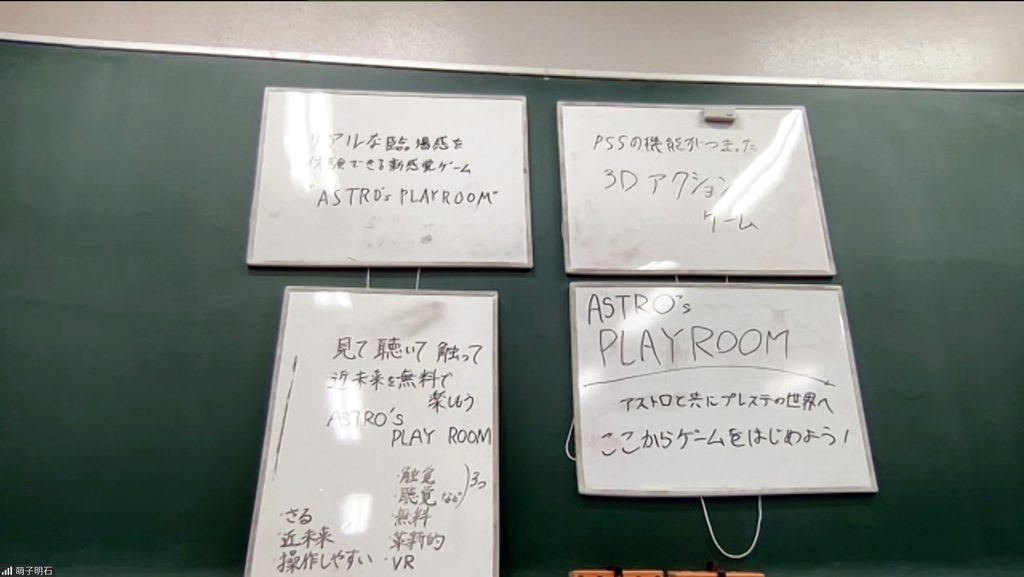 リアルな臨場感を
体験できる新感覚ゲーム
"ASTRO's PLAYROOM"
PS5の機能がつまった
3Dアクション
ゲーム
見て聴いて触って
近未来を無料で
楽しもう
ASTRO's
PLAY ROOM
・触覚
・聴覚など)3つ
・さる ・無料
近未来 革新的
操作しやすい ・VR
ASTRO's
PLAYROOM
アストロと共にプレステの世界へ
ここからゲームをはじめよう!
萌子明石